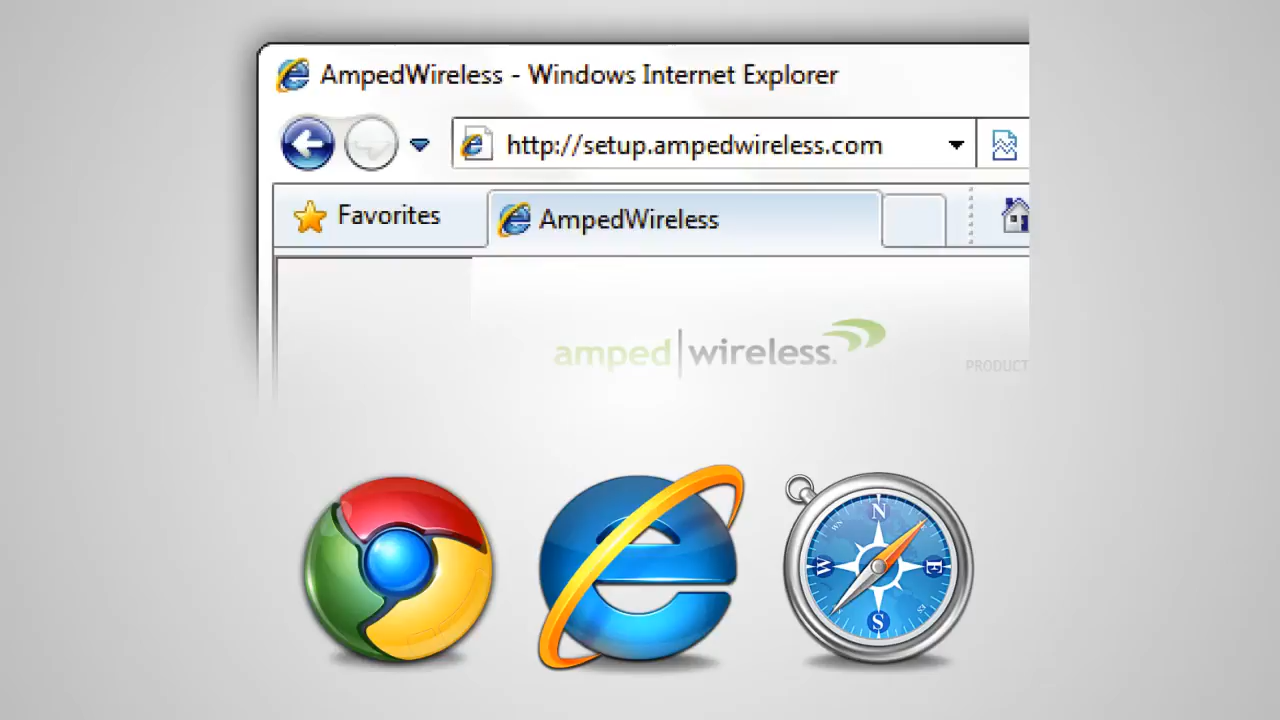 AmpedWireless - Windows Internet Explorer
http://setup.ampedwireless.com
Favorites
AmpedWireless
amped|wireless.
PRODUCT
N
W
E
S